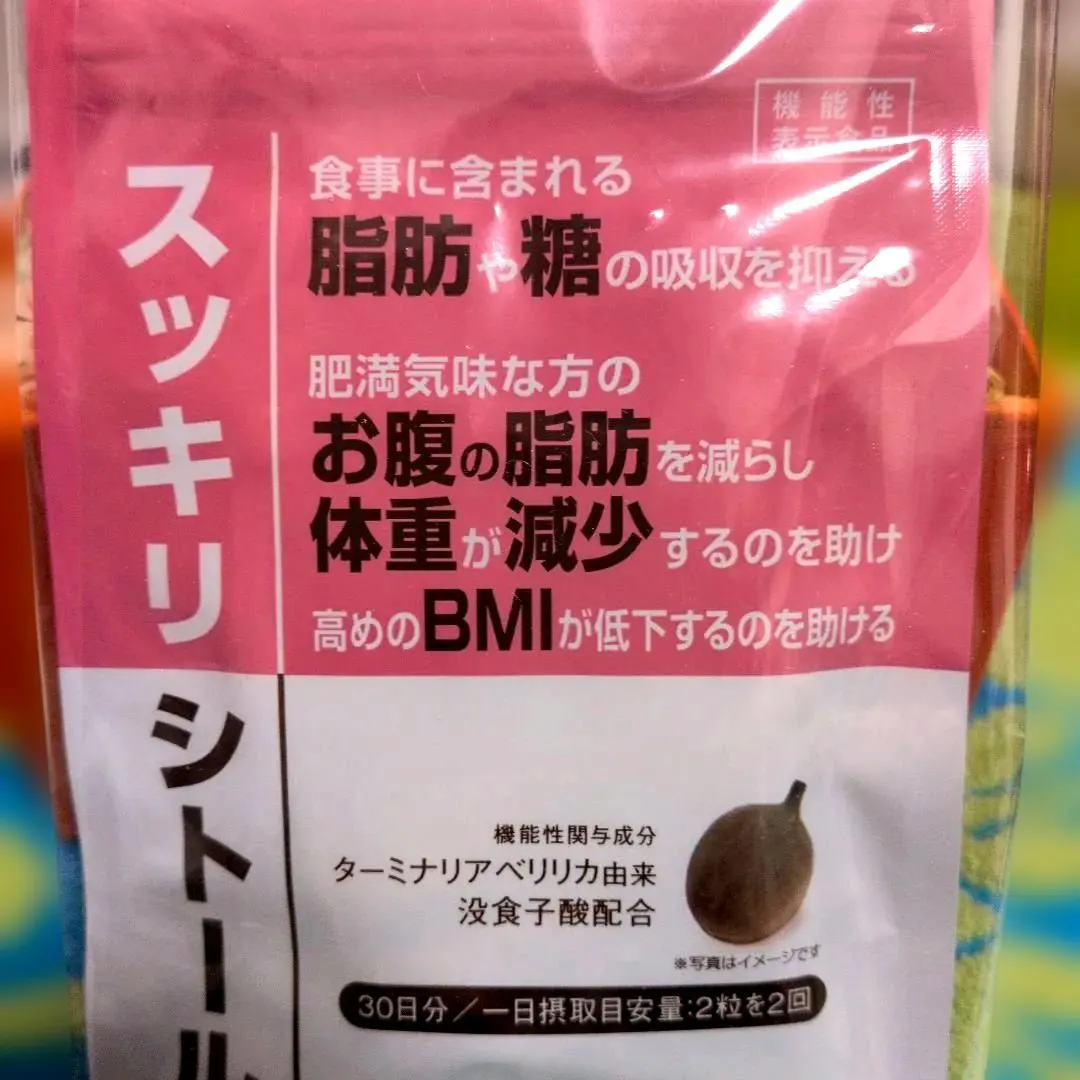 機能性
表示食品
スッキリシトール
食事に含まれる
脂肪や糖の吸収を抑える
肥満気味な方の
お腹の脂肪を減らし
体重が減少するのを助け
高めのBMIが低下するのを助ける
機能性関与成分
ターミナリアベリリカ由来
没食子酸配合
※写真はイメージです
30日分/一日摂取目安量:2粒を2回